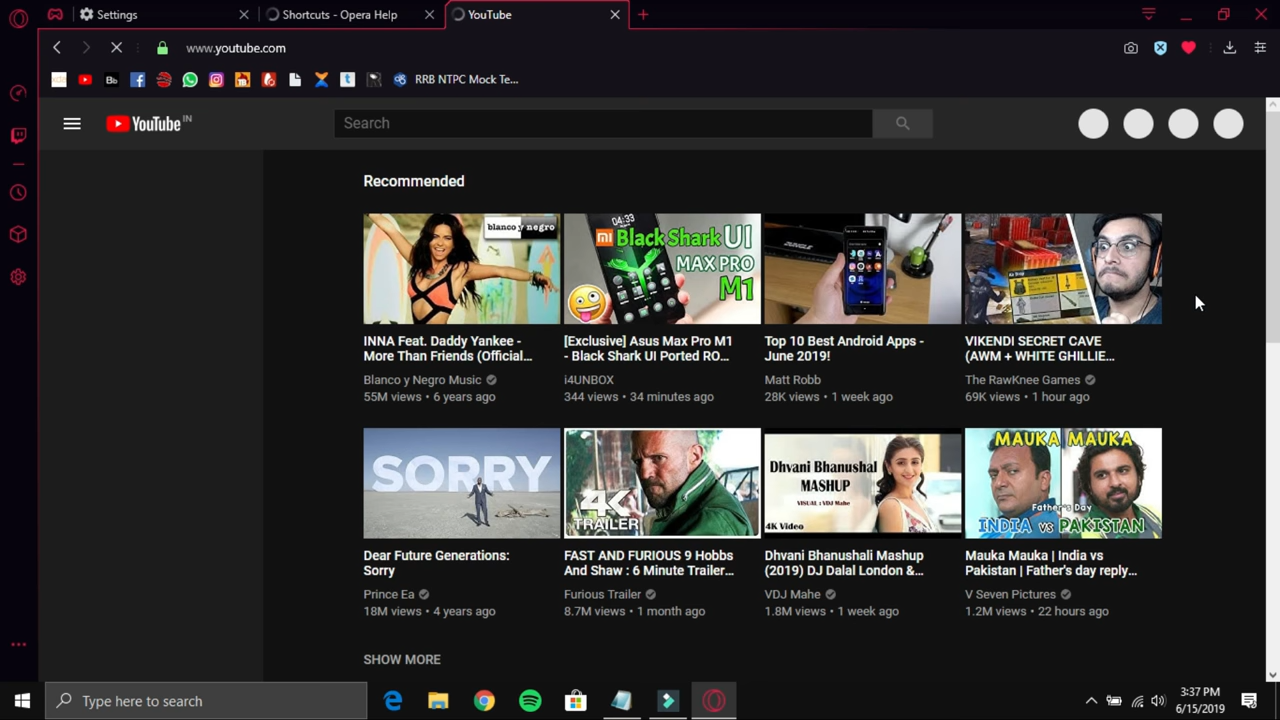 Settings
Shortcuts - Opera Help
YouTube
www.youtube.com
Bb
t
RRB NTPC Mock Te...
YouTube IN
Search
Recommended
blanco y negro
04:33
Black Shark UI
MAX PRO
M1
INNA Feat. Daddy Yankee -
More Than Friends (Official...
Blanco y Negro Music
55M views • 6 years ago
[Exclusive] Asus Max Pro M1
- Black Shark UI Ported RO...
i4UNBOX
344 views • 34 minutes ago
Top 10 Best Android Apps -
June 2019!
Matt Robb
28K views • 1 week ago
VIKENDI SECRET CAVE
(AWM + WHITE GHILLIE...
The RawKnee Games
69K views • 1 hour ago
SORRY
4K
TRAILER
Dhvani Bhanushal
MASHUP
VISUAL : VDJ Mahe
4K Video
MAUKA MAUKA
Father's Day
INDIA vs PAKISTAN
Dear Future Generations:
Sorry
Prince Ea
18M views • 4 years ago
FAST AND FURIOUS 9 Hobbs
And Shaw : 6 Minute Trailer...
Furious Trailer
8.7M views • 1 month ago
Dhvani Bhanushali Mashup
(2019) DJ Dalal London &...
VDJ Mahe
1.8M views • 1 week ago
Mauka Mauka | India vs
Pakistan | Father's day reply...
V Seven Pictures
1.2M views • 22 hours ago
SHOW MORE
Type here to search
3:37 PM
6/15/2019